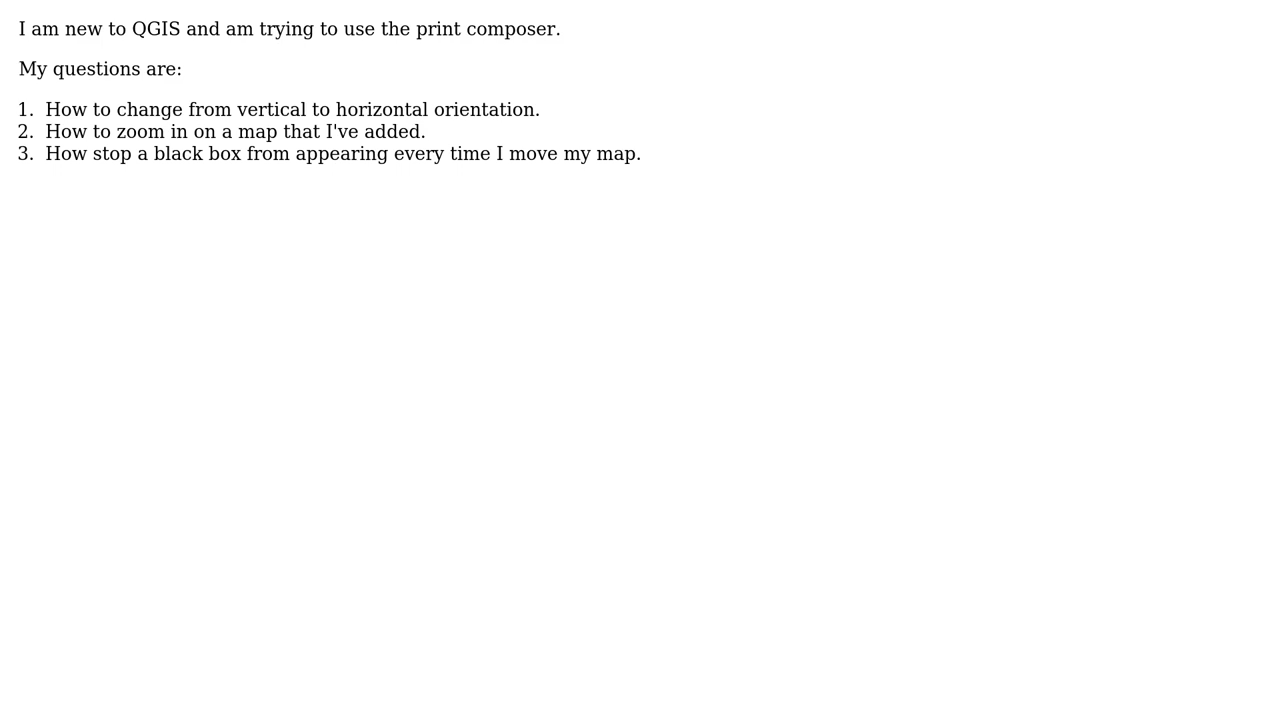 I am new to QGIS and am trying to use the print composer.
My questions are:
1. How to change from vertical to horizontal orientation.
2. How to zoom in on a map that I've added.
3. How stop a black box from appearing every time I move my map.